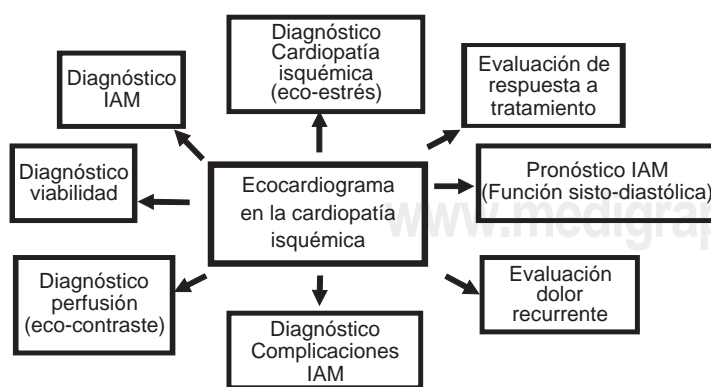 Diagnóstico
Cardiopatía
isquémica
(eco-estrés)
Diagnóstico
IAM
Evaluación de
respuesta a
tratamiento
Diagnóstico
viabilidad
Ecocardiograma
en la cardiopatía
isquémica
Pronóstico IAM
(Función sisto-diastólica)
www.medigrap
Diagnóstico
perfusión
(eco-contraste)
Diagnóstico
Complicaciones
IAM
Evaluación
dolor
recurrente